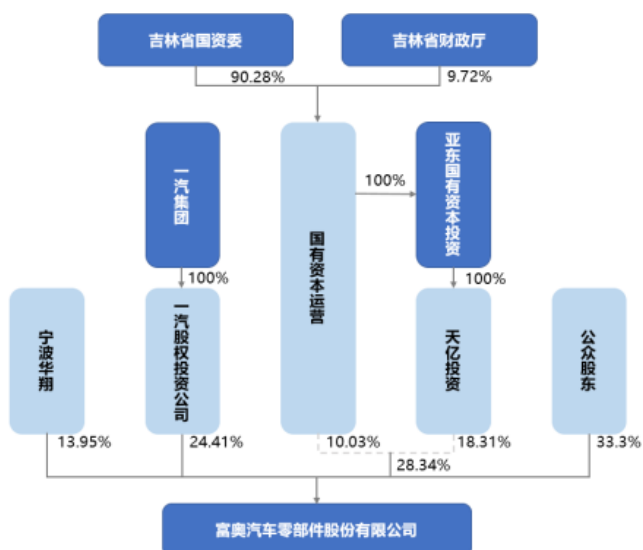 吉林省国资委
吉林省财政厅
90.28%
9.72%
一汽集团
国有资本运营
100%
亚东国有资本投资
100%
100%
宁波华翔
一汽股权投资公司
天亿投资
公众股东
13.95%
24.41%
10.03%
18.31%
33.3%
28.34%
富奥汽车零部件股份有限公司